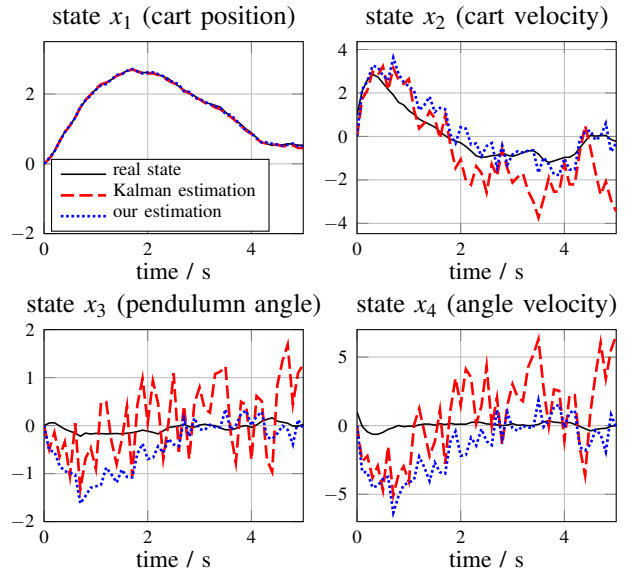 state x₁ (cart position)
state x₂ (cart velocity)
2
0
−2
0
2
4
time / s
real state
Kalman estimation
our estimation
4
2
0
−2
−4
0
2
4
time / s
state x₃ (pendulumn angle)
state x₄ (angle velocity)
2
1
0
−1
−2
0
2
4
time / s
5
0
−5
0
2
4
time / s